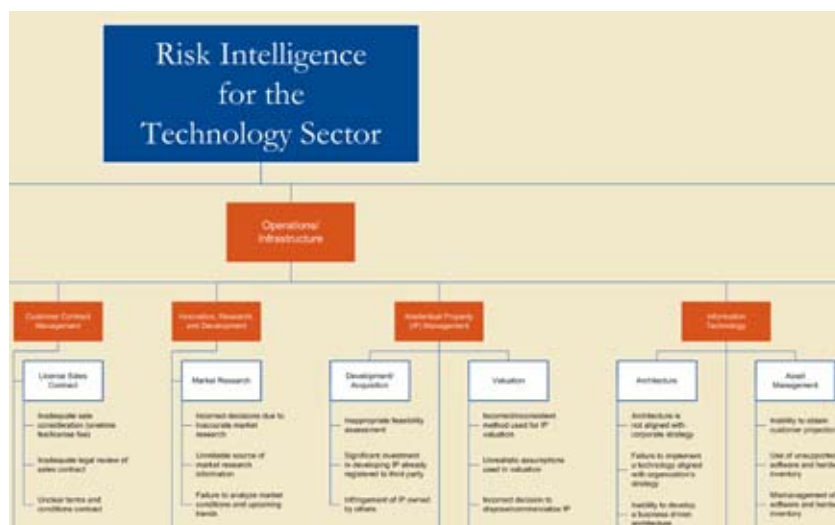 Risk Intelligence
for the
Technology Sector
Operations/
Infrastructure
Customer Contract
Management
Innovation, Research,
and Development
Intellectual Property
(IP) Management
Information
Technology
License Sales
Contract
Market Research
Development/
Acquisition
Valuation
Architecture
Asset
Management
Inadequate sale
consideration (onetime
fee/license fee)
Inadequate legal review of
sales contract
Unclear terms and
conditions contract
Incorrect decisions due to
inaccurate market
research
Unreliable source of
market research
information
Failure to analyze market
conditions and upcoming
trends
Inappropriate feasibility
assessment
Significant investment
in developing IP already
registered to third party
Infringement of IP owned
by others
Incorrect/inconsistent
method used for IP
valuation
Unrealistic assumptions
used in valuation
Incorrect decision to
dispose/commercialize IP
Architecture is
not aligned with
corporate strategy
Failure to implement
a technology aligned
with organization's
strategy
Inability to develop
a business driven
architecture
Inability to obtain
customer projection
Use of unsupported
software and hardw
inventory
Mismanagement of
software and hardw
inventory